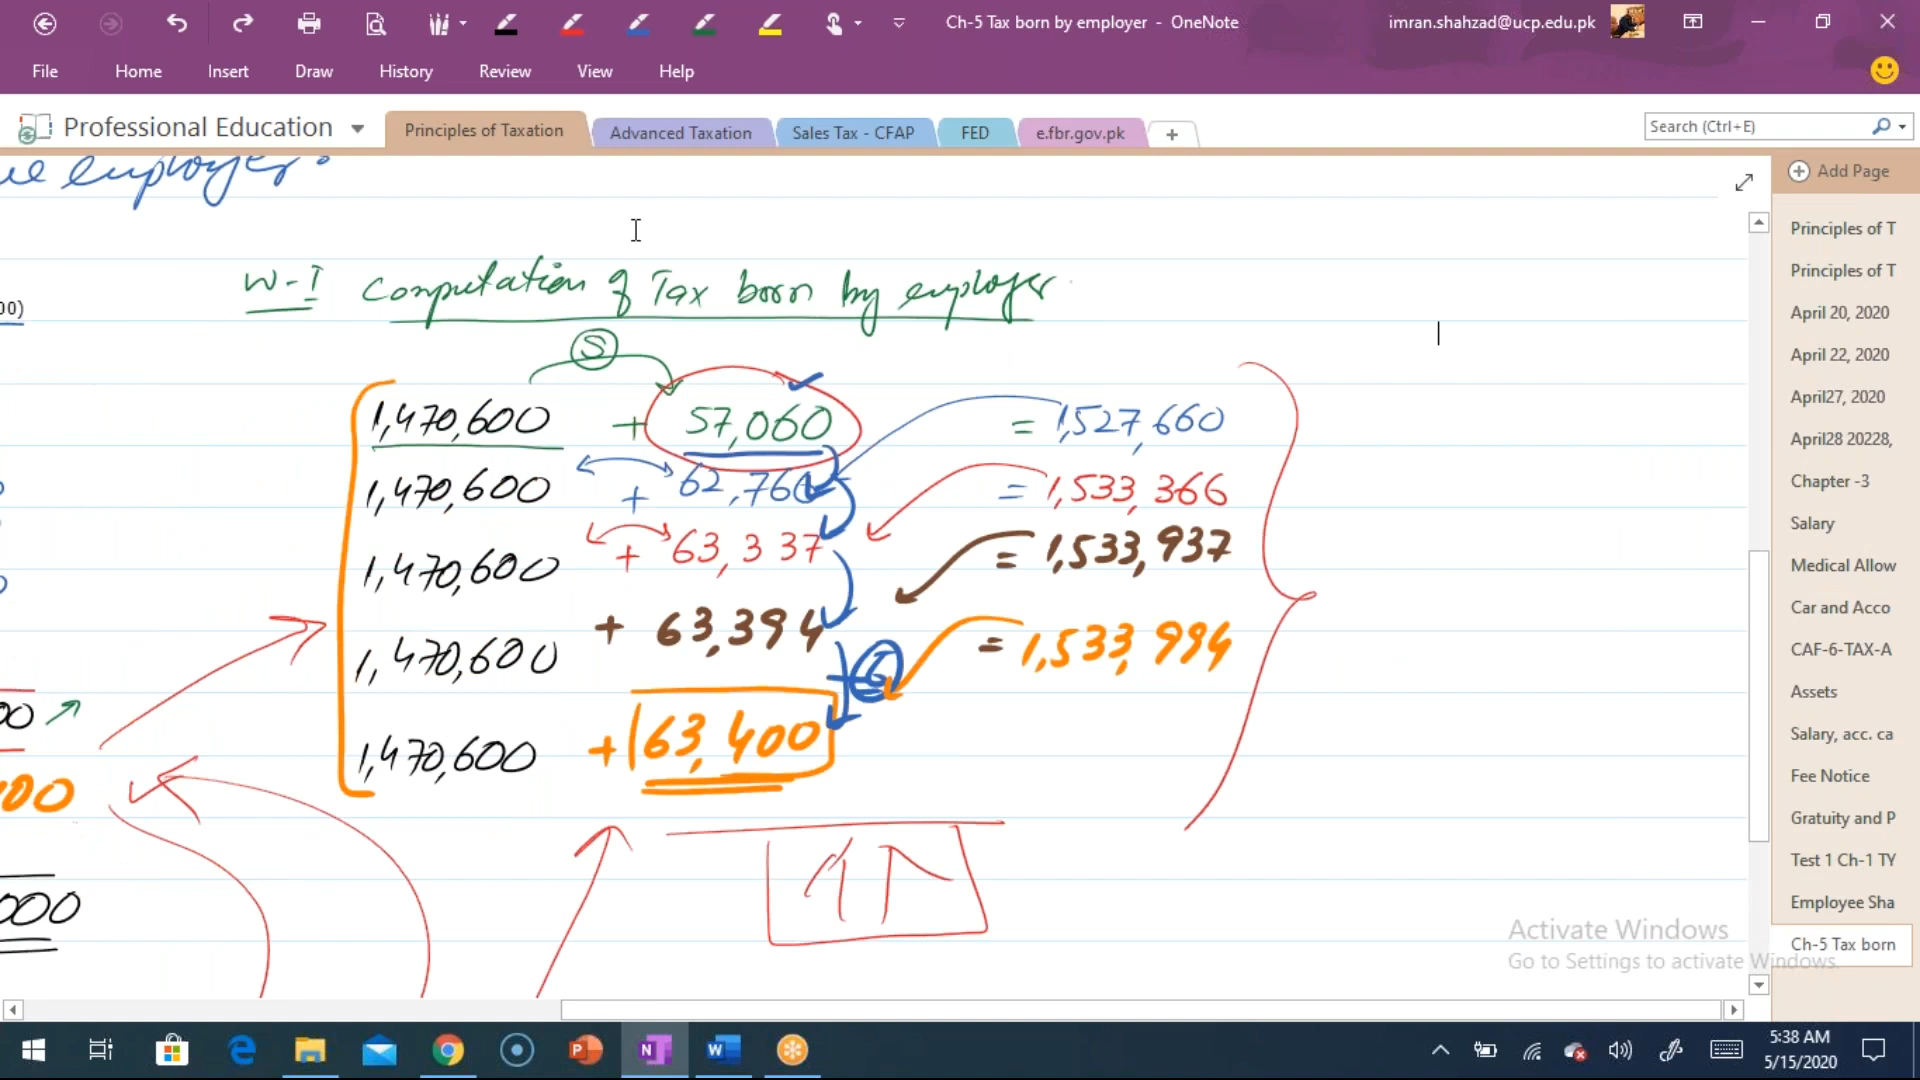 Ch-5 Tax born by employer - OneNote
imran.shahzad@ucp.edu.pk
File Home Insert Draw History Review View Help
Professional Education
Principles of Taxation Advanced Taxation Sales Tax - CFAP FED e.fbr.gov.pk +
Search (Ctrl+E)
Add Page
employer
W-I Computation of Tax born by employer
00)
S
1,470,600 + 57,060 = 1,527,660
1,470,600 + 62,760 = 1,533,366
1,470,600 + 63,337 = 1,533,937
1,470,600 + 63,394 = 1,533,994
1,470,600 + 63,400
00
00
000
Principles of T
Principles of T
April 20, 2020
April 22, 2020
April27, 2020
April28 20228,
Chapter -3
Salary
Medical Allow
Car and Acco
CAF-6-TAX-A
Assets
Salary, acc. ca
Fee Notice
Gratuity and P
Test 1 Ch-1 TY
Employee Sha
Ch-5 Tax born
Activate Windows
Go to Settings to activate Windows.
5:38 AM
5/15/2020